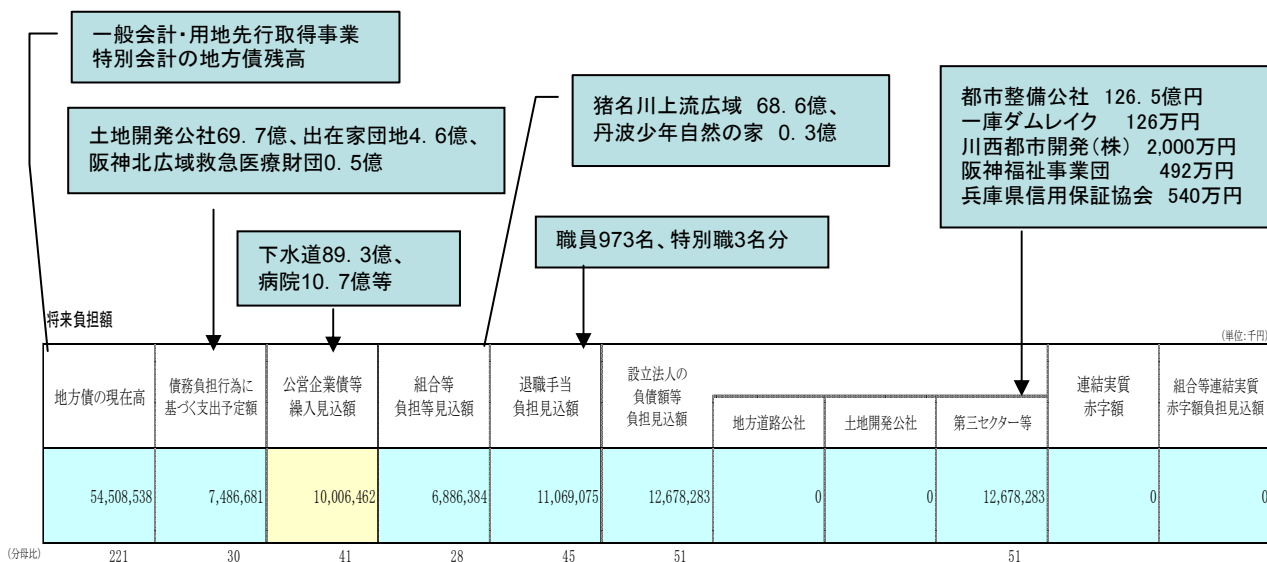 一般会計・用地先行取得事業
特別会計の地方債残高
土地開発公社69.7億、出在家団地4.6億、
阪神北広域救急医療財団0.5億
下水道89.3億、
病院10.7億等
猪名川上流広域 68.6億、
丹波少年自然の家 0.3億
職員973名、特別職3名分
都市整備公社 126.5億円
一庫ダムレイク 126万円
川西都市開発(株) 2,000万円
阪神福祉事業団 492万円
兵庫県信用保証協会 540万円
将来負担額
(単位:千円)
地方債の現在高
債務負担行為に
基づく支出予定額
公営企業債等
繰入見込額
組合等
負担等見込額
退職手当
負担見込額
設立法人の
負債額等
負担見込額
地方道路公社
土地開発公社
第三セクター等
連結実質
赤字額
組合等連結実質
赤字額負担見込額
54,508,538 7,486,681 10,006,462 6,886,384 11,069,075 12,678,283 0 0 12,678,283 0 0
(分母比) 221 30 41 28 45 51 51